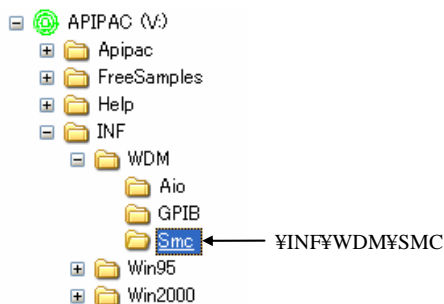 APIPAC (V:)
Apipac
FreeSamples
Help
INF
WDM
Aio
GPIB
Smc ¥INF¥WDM¥SMC
Win95
Win2000